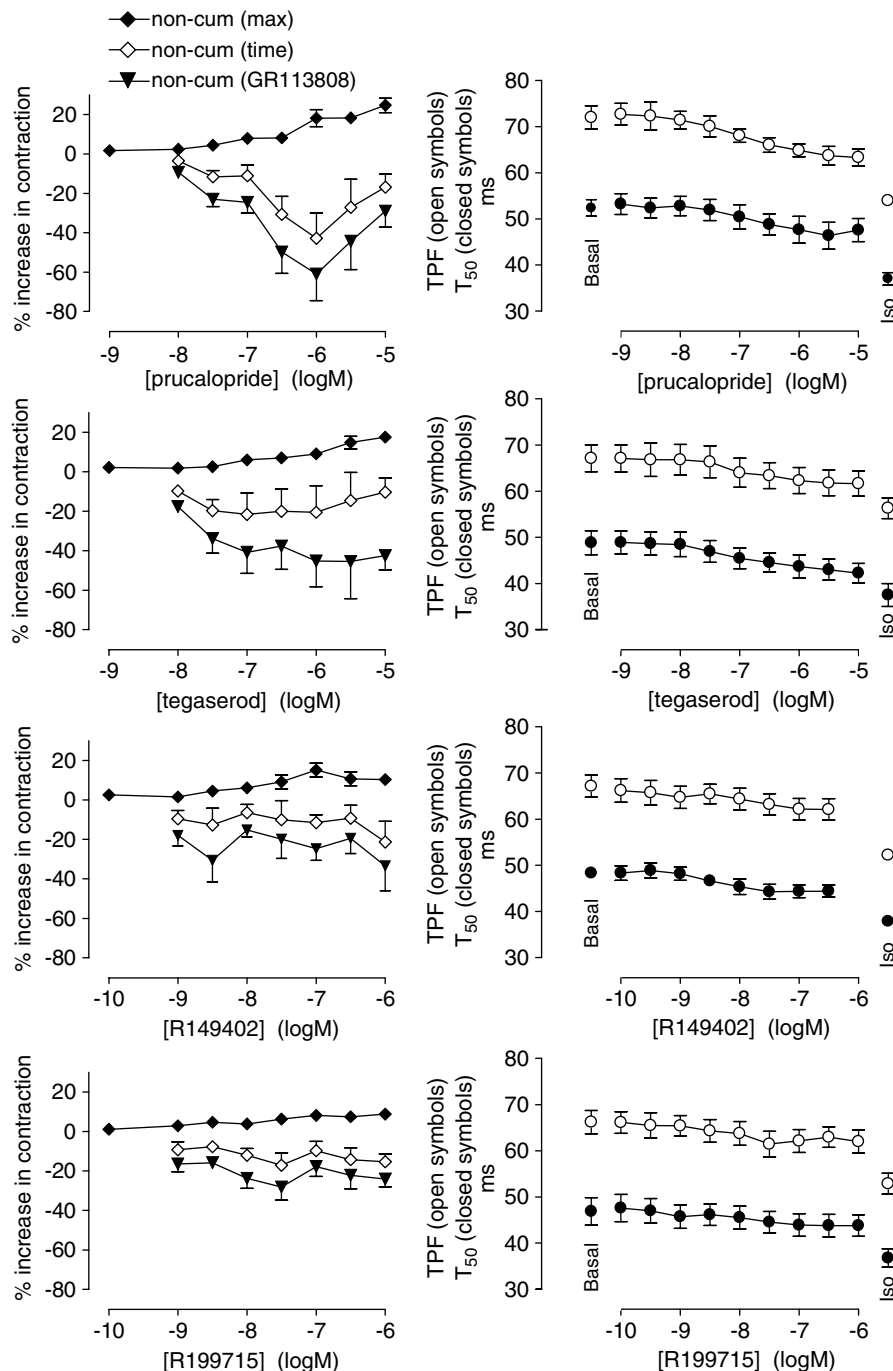 non-cum (max)
non-cum (time)
non-cum (GR113808)
% increase in contraction
20
0
-20
-40
-60
-80
-9 -8 -7 -6 -5
[prucalopride] (logM)
TPF (open symbols)
T50 (closed symbols)
ms
80
70
60
50
40
30
Basal
Iso
-9 -8 -7 -6 -5
[prucalopride] (logM)
% increase in contraction
20
0
-20
-40
-60
-80
-9 -8 -7 -6 -5
[tegaserod] (logM)
TPF (open symbols)
T50 (closed symbols)
ms
80
70
60
50
40
30
Basal
Iso
-9 -8 -7 -6 -5
[tegaserod] (logM)
% increase in contraction
20
0
-20
-40
-60
-80
-10 -9 -8 -7 -6
[R149402] (logM)
TPF (open symbols)
T50 (closed symbols)
ms
80
70
60
50
40
30
Basal
Iso
-10 -9 -8 -7 -6
[R149402] (logM)
% increase in contraction
20
0
-20
-40
-60
-80
-10 -9 -8 -7 -6
[R199715] (logM)
TPF (open symbols)
T50 (closed symbols)
ms
80
70
60
50
40
30
Basal
Iso
-10 -9 -8 -7 -6
[R199715] (logM)